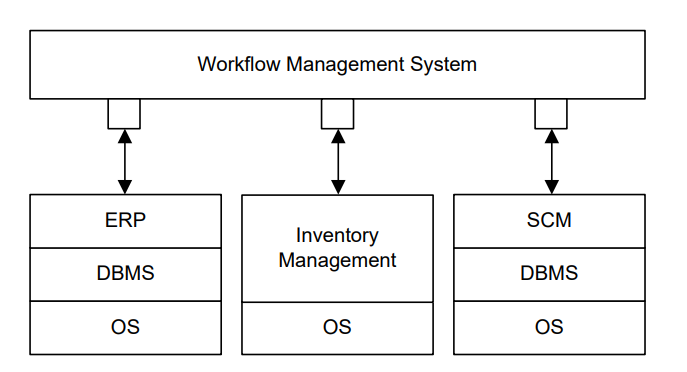 Workflow Management System
ERP
DBMS
OS
Inventory
Management
OS
SCM
DBMS
OS